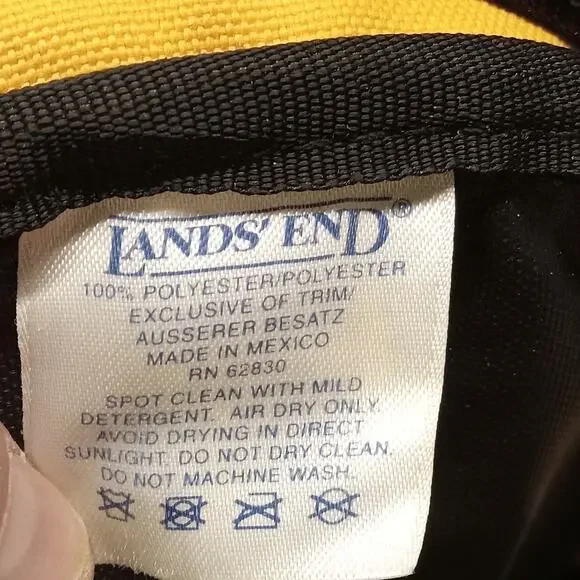 LANDS' END®
100% POLYESTER/POLYESTER
EXCLUSIVE OF TRIM/
AUSSERER BESATZ
MADE IN MEXICO
RN 62830
SPOT CLEAN WITH MILD
DETERGENT. AIR DRY ONLY.
AVOID DRYING IN DIRECT
SUNLIGHT. DO NOT DRY CLEAN.
DO NOT MACHINE WASH.